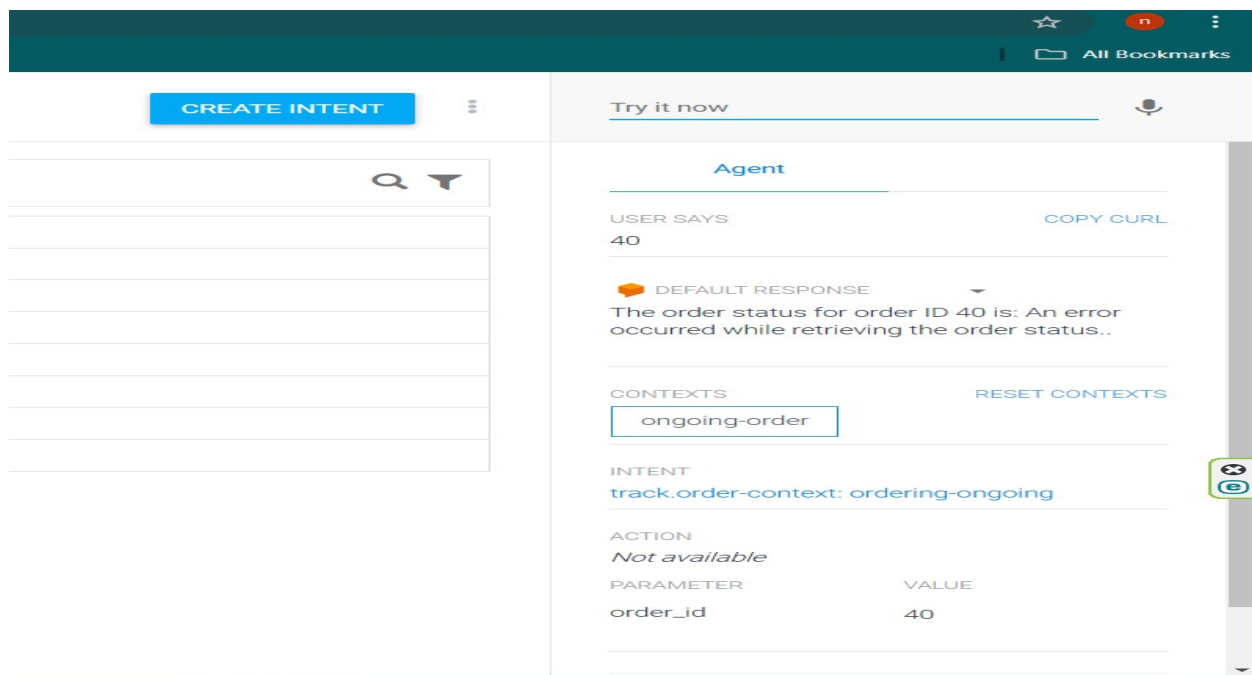 n
All Bookmarks
CREATE INTENT
Try it now
Agent
USER SAYS
COPY CURL
40
DEFAULT RESPONSE
The order status for order ID 40 is: An error
occurred while retrieving the order status..
CONTEXTS
RESET CONTEXTS
ongoing-order
INTENT
track.order-context: ordering-ongoing
ACTION
Not available
PARAMETER
VALUE
order_id
40
e